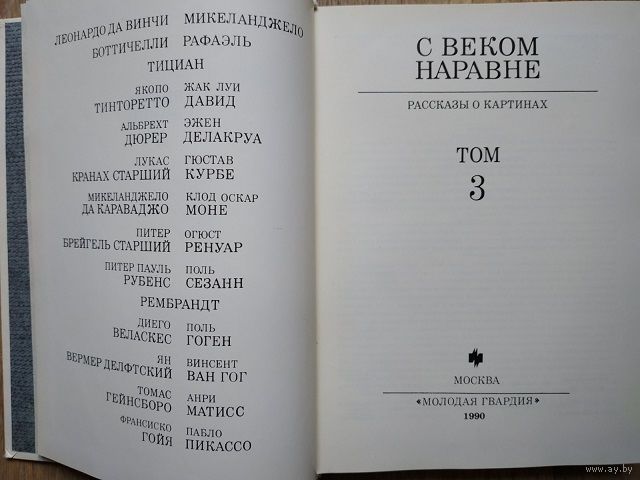 ЛЕОНАРДО ДА ВИНЧИ МИКЕЛАНДЖЕЛО
БОТТИЧЕЛЛИ РАФАЭЛЬ
ТИЦИАН
ЯКОПО ЖАК ЛУИ
ТИНТОРЕТТО ДАВИД
АЛЬБРЕХТ ЭЖЕН
ДЮРЕР ДЕЛАКРУА
ЛУКАС ГЮСТАВ
КРАНАХ СТАРШИЙ КУРБЕ
МИКЕЛАНДЖЕЛО КЛОД ОСКАР
ДА КАРАВАДЖО МОНЕ
ПИТЕР ОГЮСТ
БРЕЙГЕЛЬ СТАРШИЙ РЕНУАР
ПИТЕР ПАУЛЬ ПОЛЬ
РУБЕНС СЕЗАНН
РЕМБРАНДТ
ДИЕГО ПОЛЬ
ВЕЛАСКЕС ГОГЕН
ЯН ВИНСЕНТ
ВЕРМЕР ДЕЛФТСКИЙ ВАН ГОГ
ТОМАС АНРИ
ГЕЙНСБОРО МАТИСС
ФРАНСИСКО ПАБЛО
ГОЙЯ ПИКАССО
С ВЕКОМ
НАРАВНЕ
РАССКАЗЫ О КАРТИНАХ
ТОМ
3
МОСКВА
«МОЛОДАЯ ГВАРДИЯ»
1990
www.ay.by